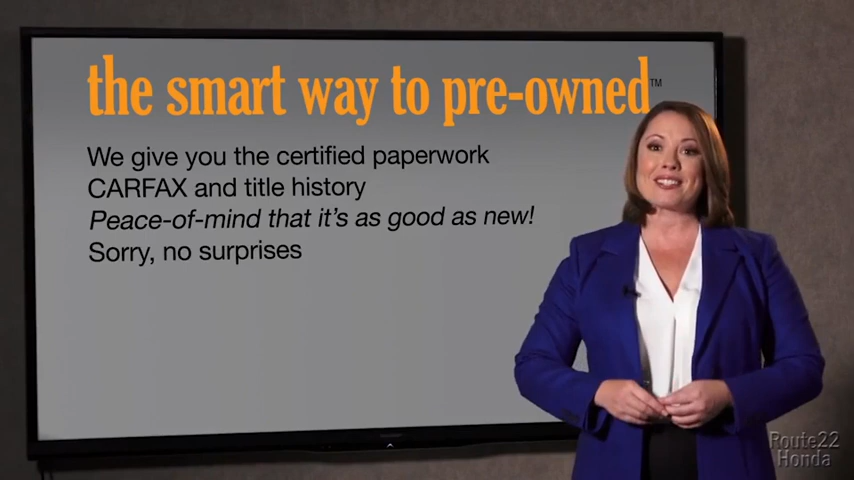 the smart way to pre-owned™
We give you the certified paperwork
CARFAX and title history
Peace-of-mind that it's as good as new!
Sorry, no surprises
Route22
Honda